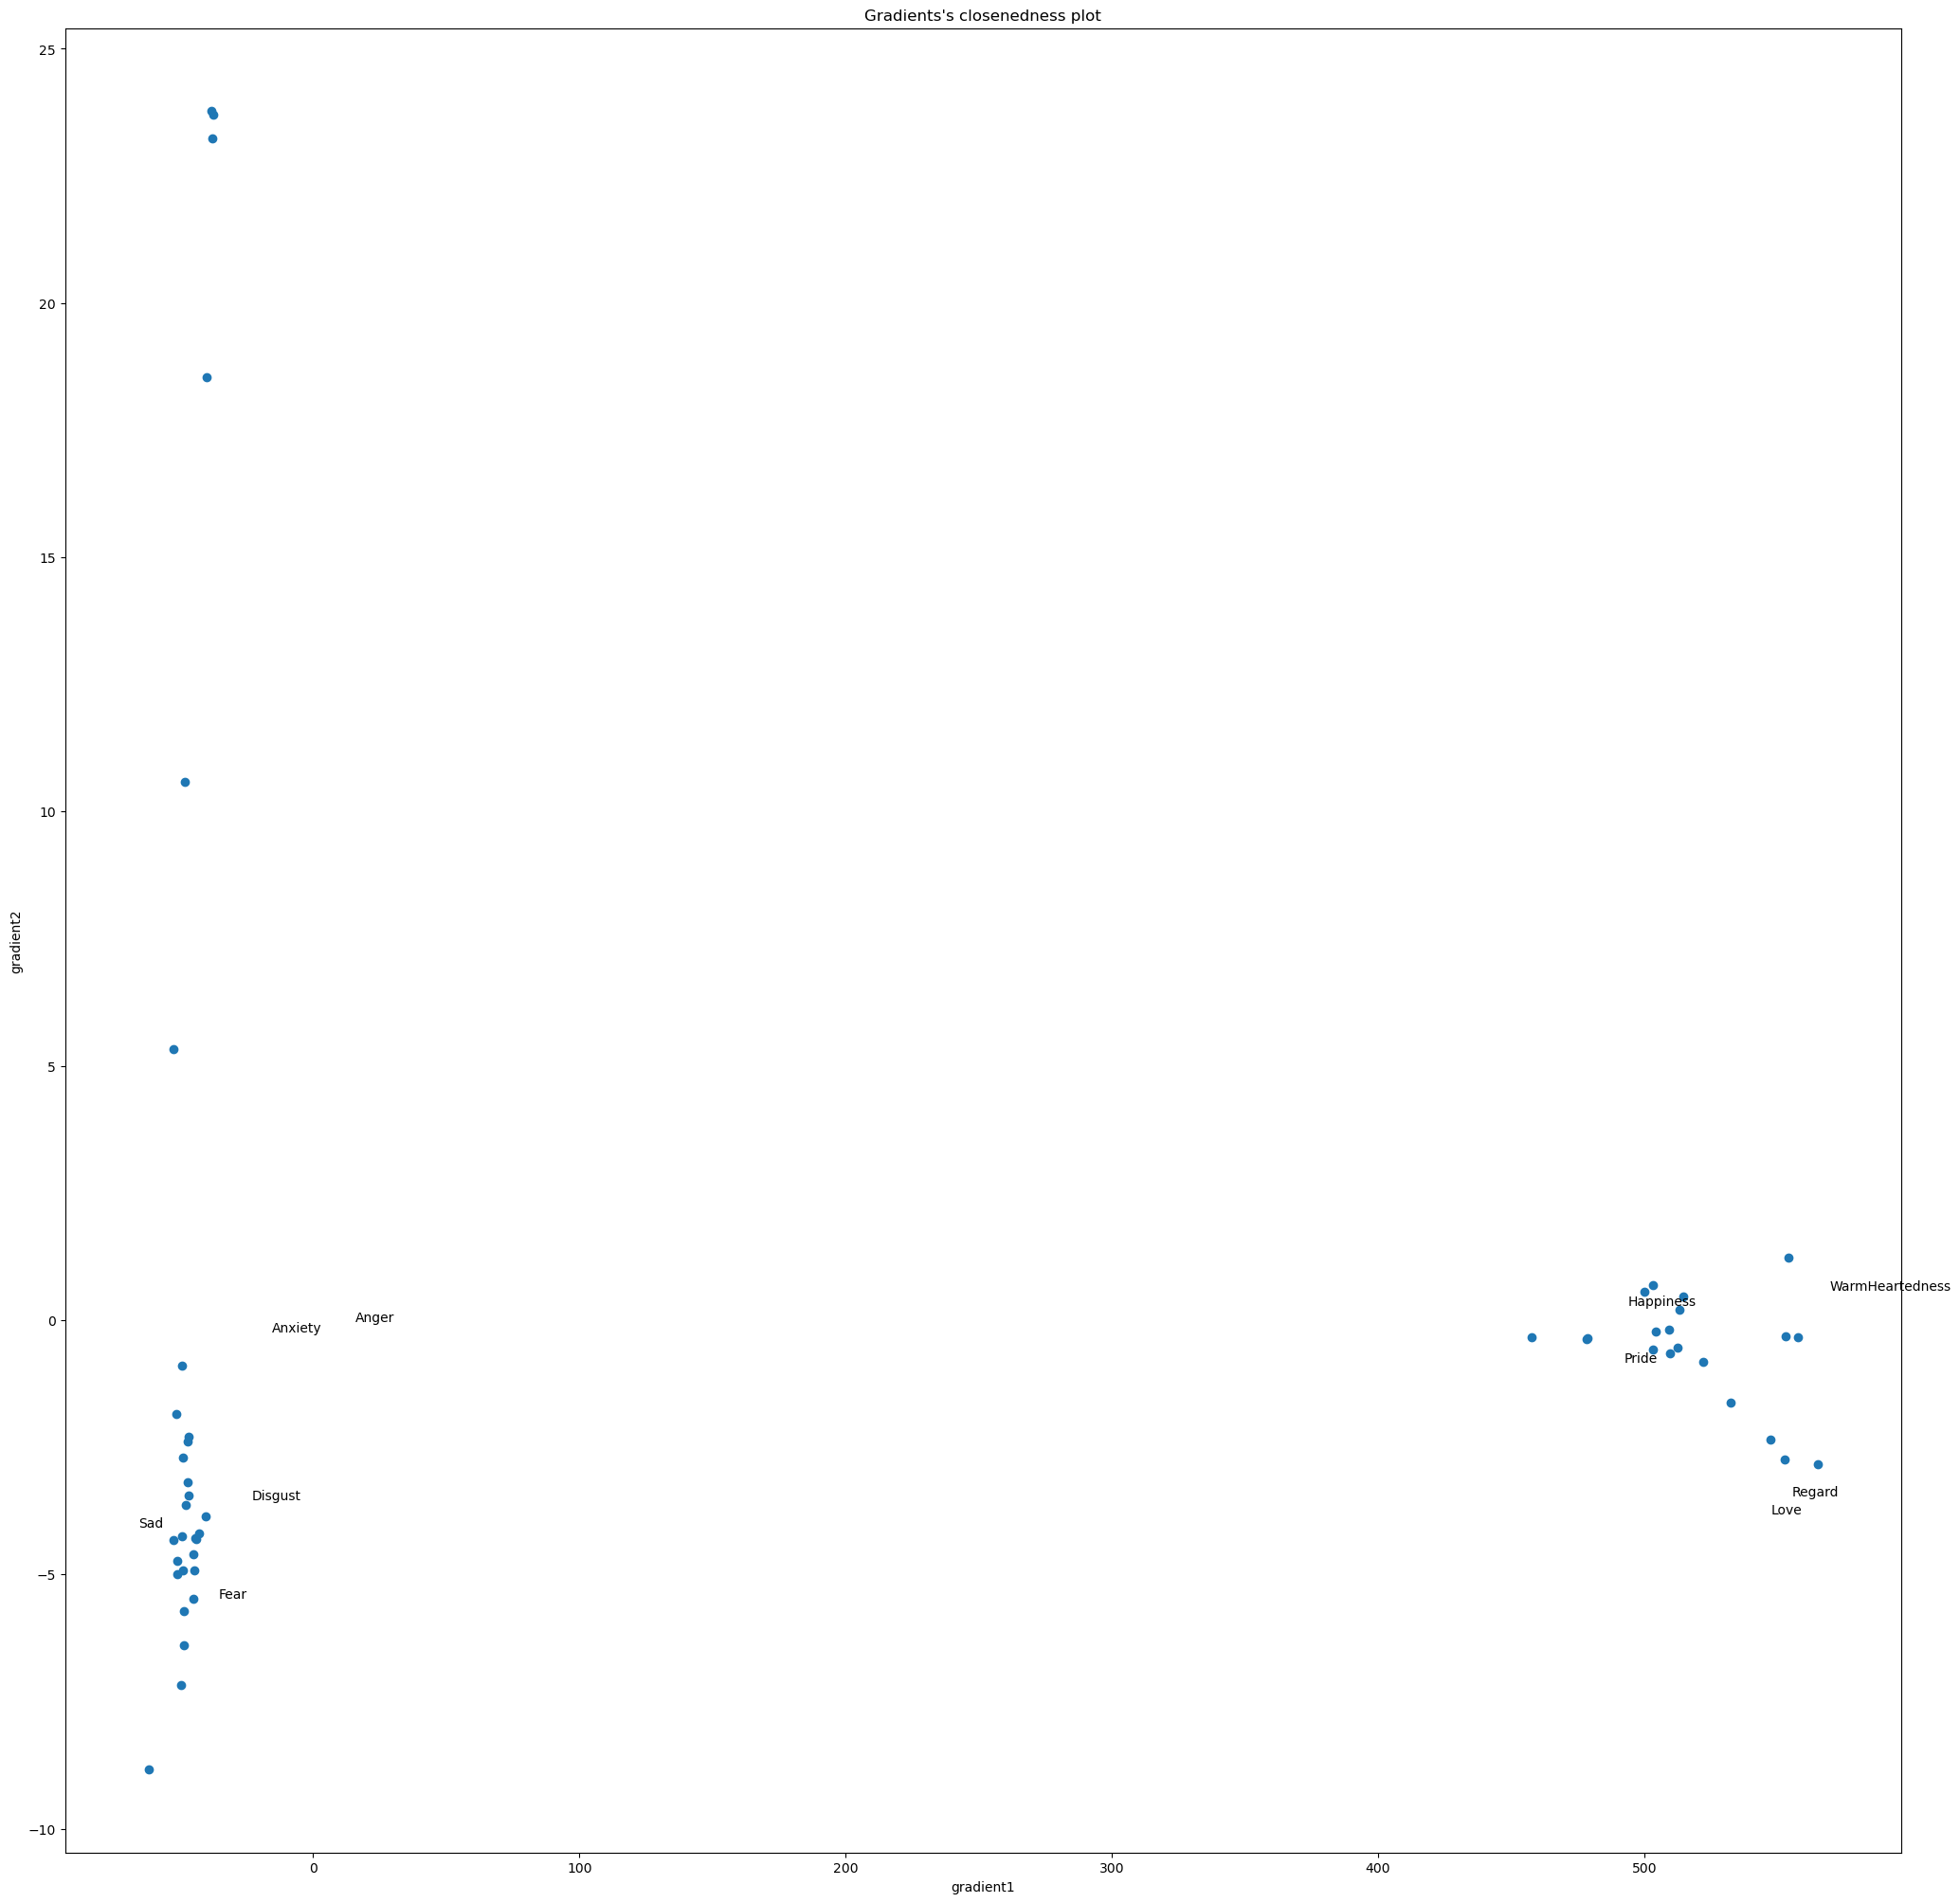 Gradients's closenedness plot
25
20
15
10
5
0
−5
−10
gradient2
WarmHeartedness
Happiness
Anger
Anxiety
Pride
Regard
Disgust
Love
Sad
Fear
0 100 200 300 400 500
gradient1